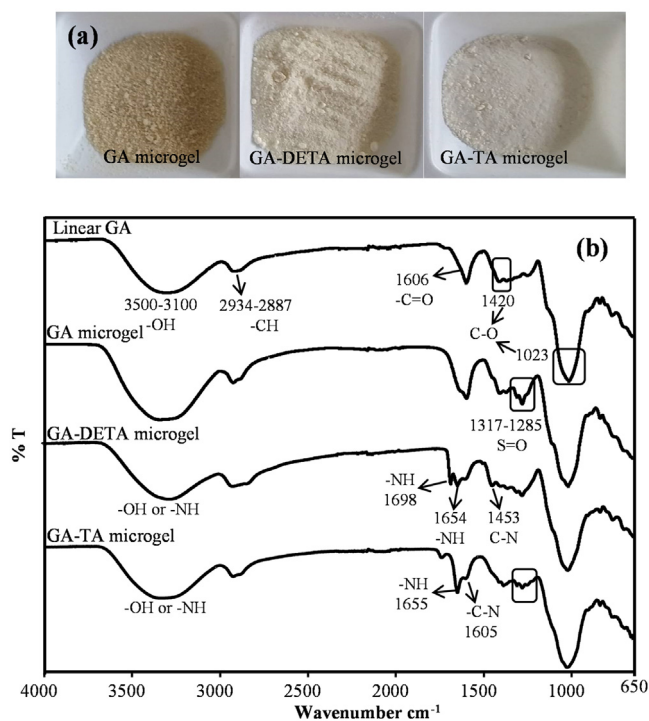 (a)
GA microgel
GA-DETA microgel
GA-TA microgel
Linear GA
(b)
1606
-C=O
3500-3100
-OH
2934-2887
-CH
1420
C-O
1023
GA microgel
1317-1285
S=O
GA-DETA microgel
-NH
1698
-OH or -NH
1654
-NH
1453
C-N
GA-TA microgel
-NH
1655
-OH or -NH
-C-N
1605
% T
4000
3500
3000
2500
2000
1500
1000
650
Wavenumber cm-1